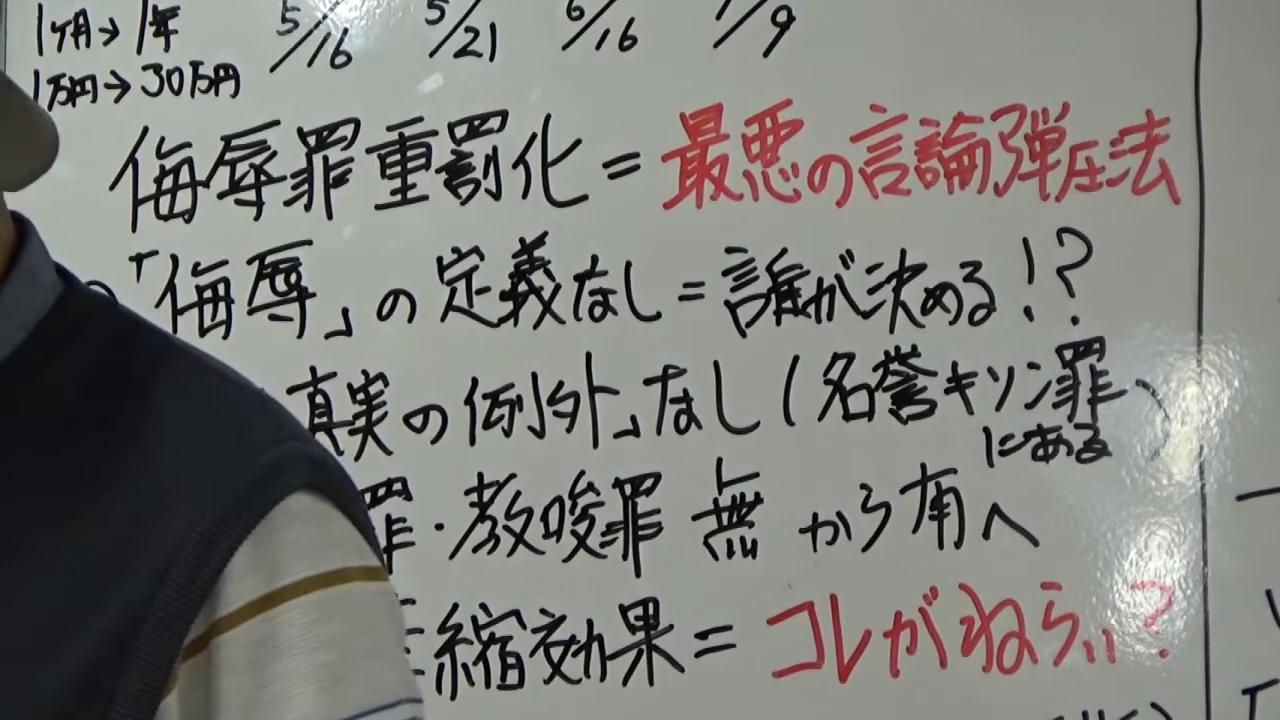 1ヶ月→1年 5/16 5/21 6/16 7/9
1万円→30万円
侮辱罪重罰化=最悪の言論弾圧法
「侮辱」の定義なし=誰が決める!?
真実の例外」なし(名誉キソン罪)
にある
罪・教唆罪 無 から有へ
縮効果=コレがねらい?